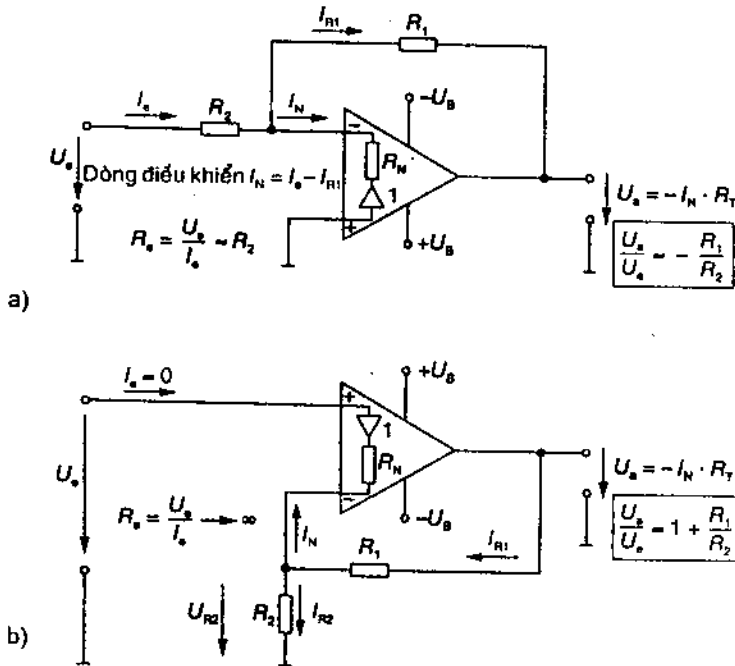 I_R1
R_1
I_e
R_2
I_N
−U_B
−
U_e
Dòng điều khiển I_N = I_e − I_R1
R_N
1
U_a = −I_N · R_T
+
R_e = U_e / I_e ∼ R_2
+U_B
U_a / U_e ∼ − R_1 / R_2
a)
I_e = 0
+U_B
+
1
U_e
R_N
U_a = −I_N · R_T
R_e = U_e / I_e → ∞
−
−U_B
I_N
I_R1
U_a / U_e = 1 + R_1 / R_2
R_1
U_R2
R_2
I_R2
b)